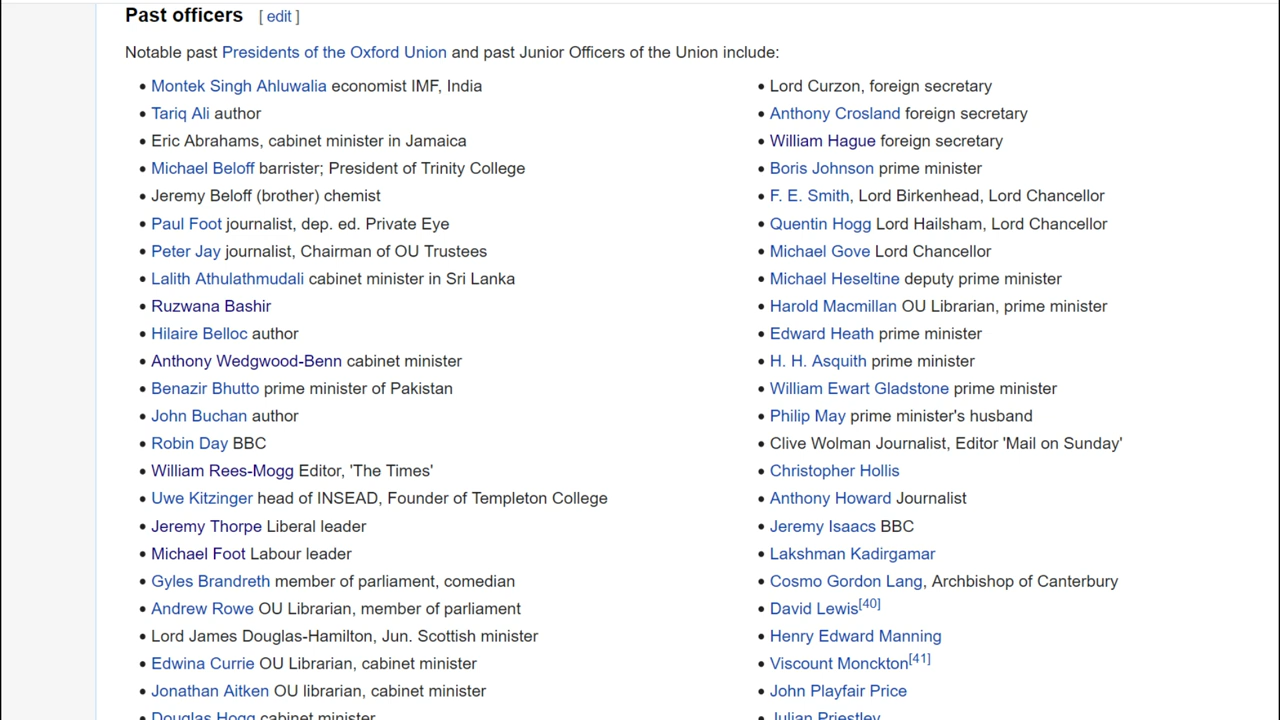 Past officers [ edit ]
Notable past Presidents of the Oxford Union and past Junior Officers of the Union include:
• Montek Singh Ahluwalia economist IMF, India
• Tariq Ali author
• Eric Abrahams, cabinet minister in Jamaica
• Michael Beloff barrister; President of Trinity College
• Jeremy Beloff (brother) chemist
• Paul Foot journalist, dep. ed. Private Eye
• Peter Jay journalist, Chairman of OU Trustees
• Lalith Athulathmudali cabinet minister in Sri Lanka
• Ruzwana Bashir
• Hilaire Belloc author
• Anthony Wedgwood-Benn cabinet minister
• Benazir Bhutto prime minister of Pakistan
• John Buchan author
• Robin Day BBC
• William Rees-Mogg Editor, 'The Times'
• Uwe Kitzinger head of INSEAD, Founder of Templeton College
• Jeremy Thorpe Liberal leader
• Michael Foot Labour leader
• Gyles Brandreth member of parliament, comedian
• Andrew Rowe OU Librarian, member of parliament
• Lord James Douglas-Hamilton, Jun. Scottish minister
• Edwina Currie OU Librarian, cabinet minister
• Jonathan Aitken OU librarian, cabinet minister
• Douglas Hogg cabinet minister
• Lord Curzon, foreign secretary
• Anthony Crosland foreign secretary
• William Hague foreign secretary
• Boris Johnson prime minister
• F. E. Smith, Lord Birkenhead, Lord Chancellor
• Quentin Hogg Lord Hailsham, Lord Chancellor
• Michael Gove Lord Chancellor
• Michael Heseltine deputy prime minister
• Harold Macmillan OU Librarian, prime minister
• Edward Heath prime minister
• H. H. Asquith prime minister
• William Ewart Gladstone prime minister
• Philip May prime minister's husband
• Clive Wolman Journalist, Editor 'Mail on Sunday'
• Christopher Hollis
• Anthony Howard Journalist
• Jeremy Isaacs BBC
• Lakshman Kadirgamar
• Cosmo Gordon Lang, Archbishop of Canterbury
• David Lewis[40]
• Henry Edward Manning
• Viscount Monckton[41]
• John Playfair Price
• Julian Priestley